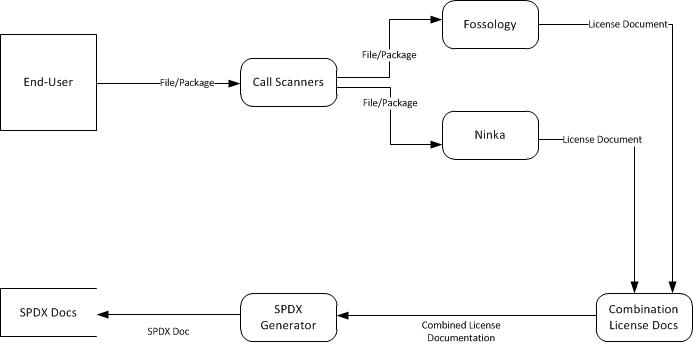 Fossology
License Document
File/Package
End-User
File/Package
Call Scanners
File/Package
Ninka
License Document
SPDX Docs
SPDX Doc
SPDX
Generator
Combined License
Documentation
Combination
License Docs